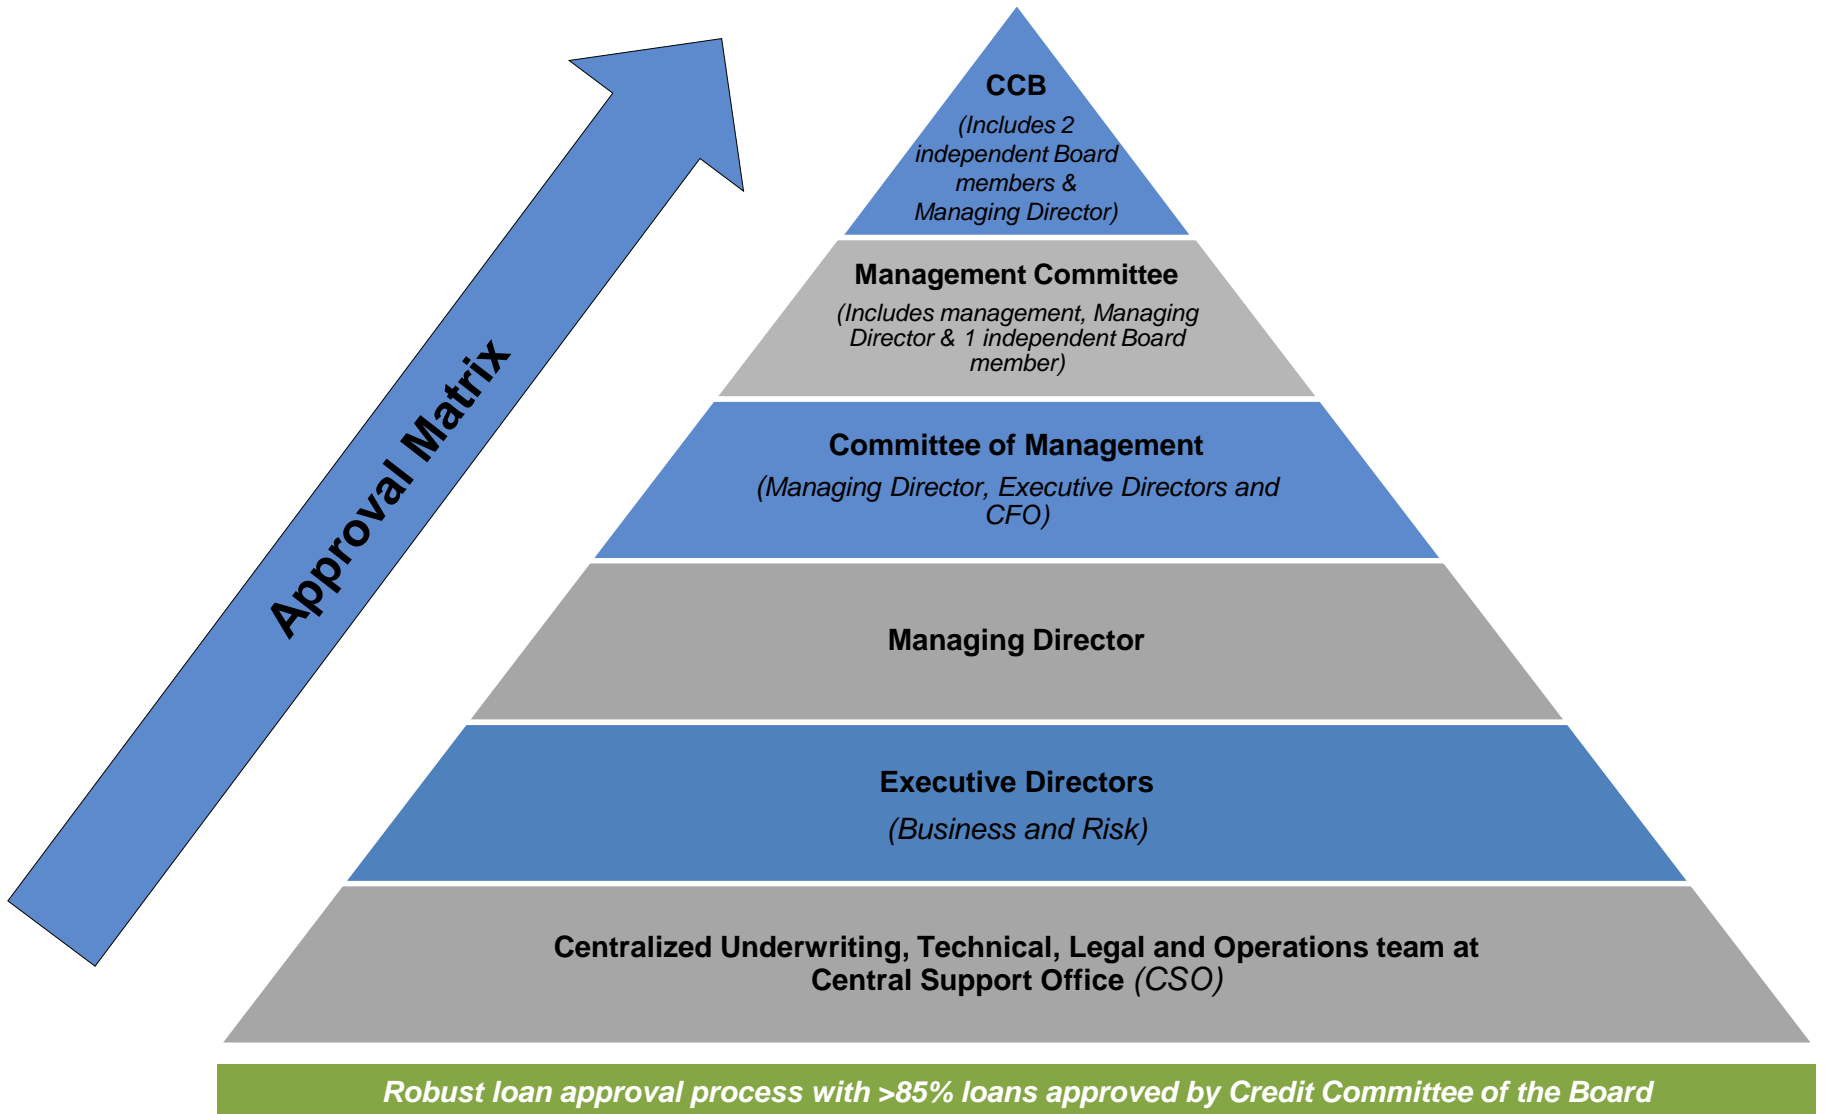 Approval Matrix
CCB
(Includes 2
independent Board
members &
Managing Director)
Management Committee
(Includes management, Managing
Director & 1 independent Board
member)
Committee of Management
(Managing Director, Executive Directors and
CFO)
Managing Director
Executive Directors
(Business and Risk)
Centralized Underwriting, Technical, Legal and Operations team at
Central Support Office (CSO)
Robust loan approval process with >85% loans approved by Credit Committee of the Board